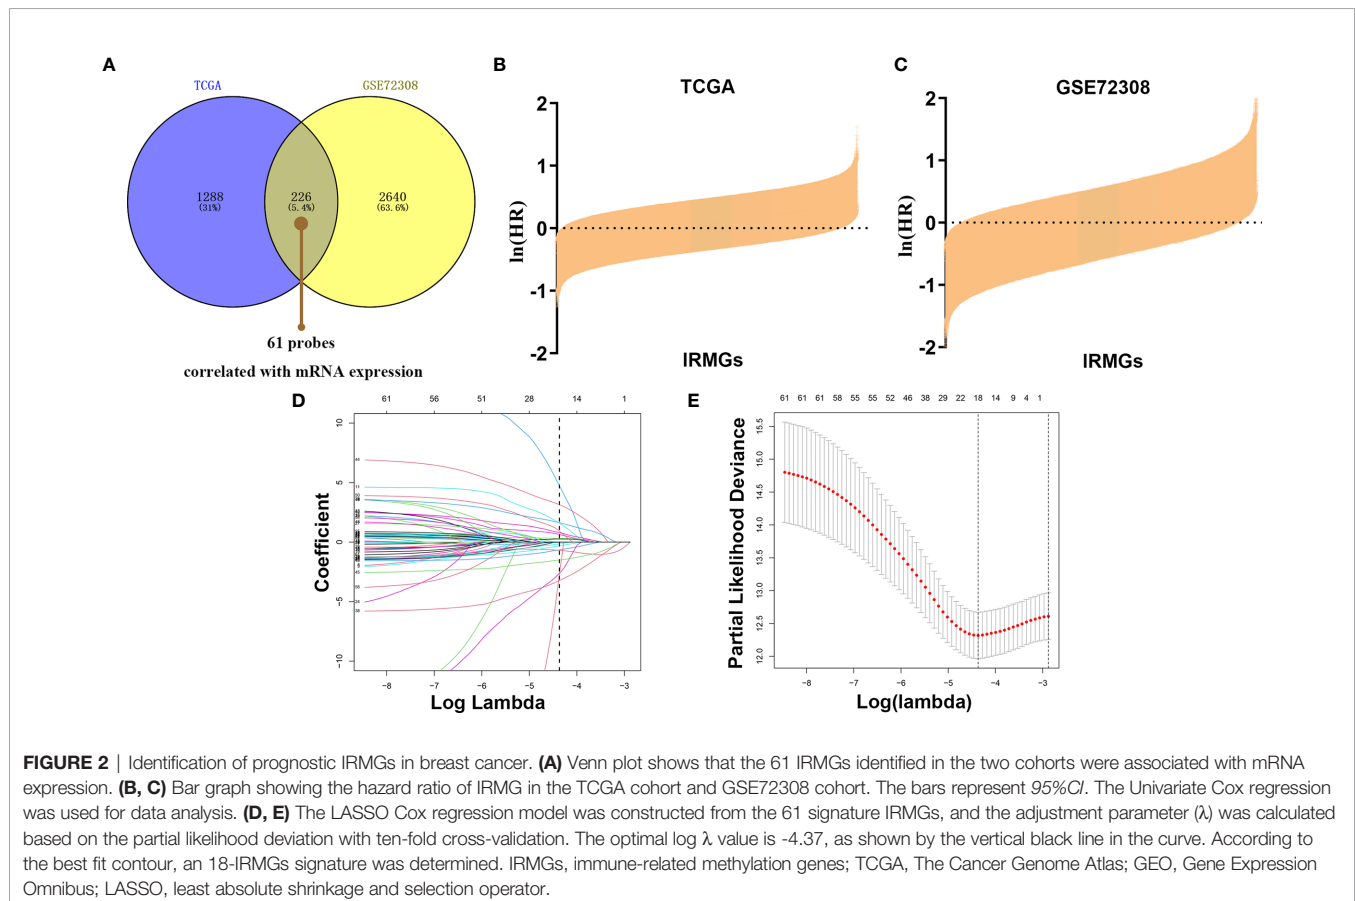 A
TCGA
GSE72308
1288
(31%)
226
(5.4%)
2640
(63.6%)
61 probes
correlated with mRNA expression
B
TCGA
2
1
0
-1
-2
ln(HR)
IRMGs
C
GSE72308
2
1
0
-1
-2
ln(HR)
IRMGs
D
61 56 51 28 14 1
10
5
0
−5
−10
Coefficient
−8 −7 −6 −5 −4 −3
Log Lambda
E
61 61 61 58 55 55 52 46 38 29 22 18 14 9 4 1
15.5
15.0
14.5
14.0
13.5
13.0
12.5
12.0
Partial Likelihood Deviance
−8 −7 −6 −5 −4 −3
Log(lambda)
FIGURE 2 | Identification of prognostic IRMGs in breast cancer. (A) Venn plot shows that the 61 IRMGs identified in the two cohorts were associated with mRNA
expression. (B, C) Bar graph showing the hazard ratio of IRMG in the TCGA cohort and GSE72308 cohort. The bars represent 95%CI. The Univariate Cox regression
was used for data analysis. (D, E) The LASSO Cox regression model was constructed from the 61 signature IRMGs, and the adjustment parameter (λ) was calculated
based on the partial likelihood deviation with ten-fold cross-validation. The optimal log λ value is -4.37, as shown by the vertical black line in the curve. According to
the best fit contour, an 18-IRMGs signature was determined. IRMGs, immune-related methylation genes; TCGA, The Cancer Genome Atlas; GEO, Gene Expression
Omnibus; LASSO, least absolute shrinkage and selection operator.